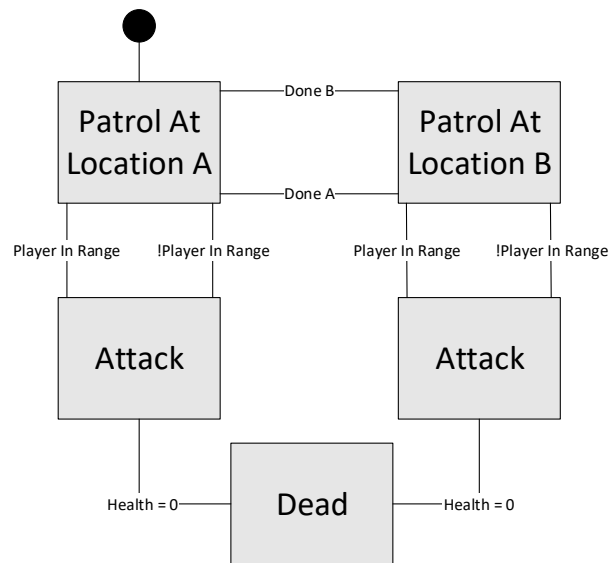 Done B
Patrol At
Location A
Patrol At
Location B
Done A
Player In Range
!Player In Range
Player In Range
!Player In Range
Attack
Attack
Health = 0
Dead
Health = 0